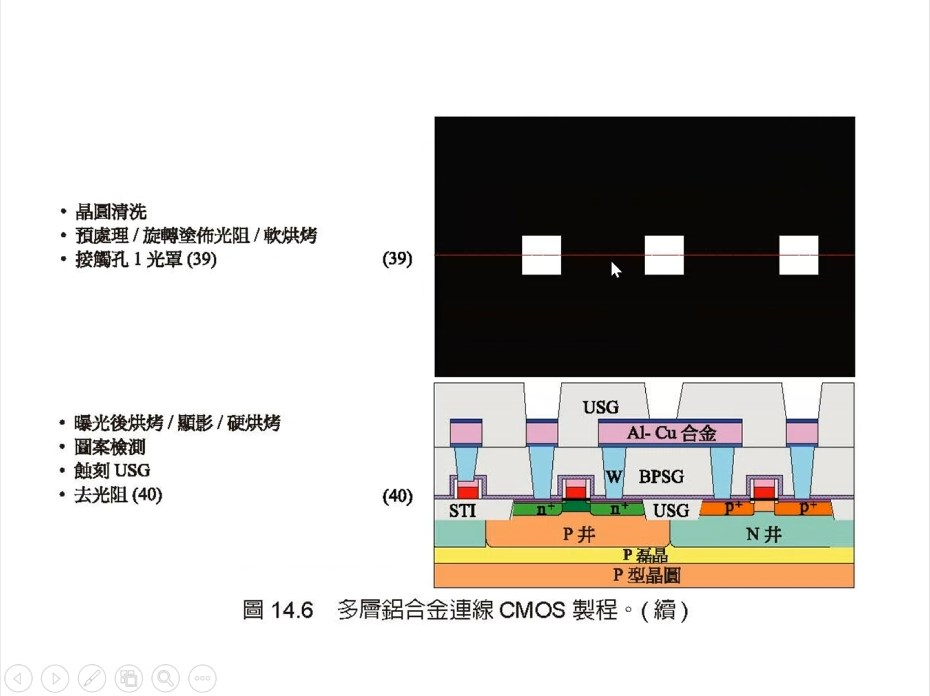 • 晶圓清洗
• 預處理 / 旋轉塗佈光阻 / 軟烘烤
• 接觸孔 1 光罩 (39)
(39)
• 曝光後烘烤 / 顯影 / 硬烘烤
• 圖案檢測
• 蝕刻 USG
• 去光阻 (40)
(40)
USG
Al- Cu 合金
W BPSG
STI n+ n+ USG p+ p+
P 井 N 井
P 磊晶
P 型晶圓
圖 14.6 多層鋁合金連線 CMOS 製程。( 續 )